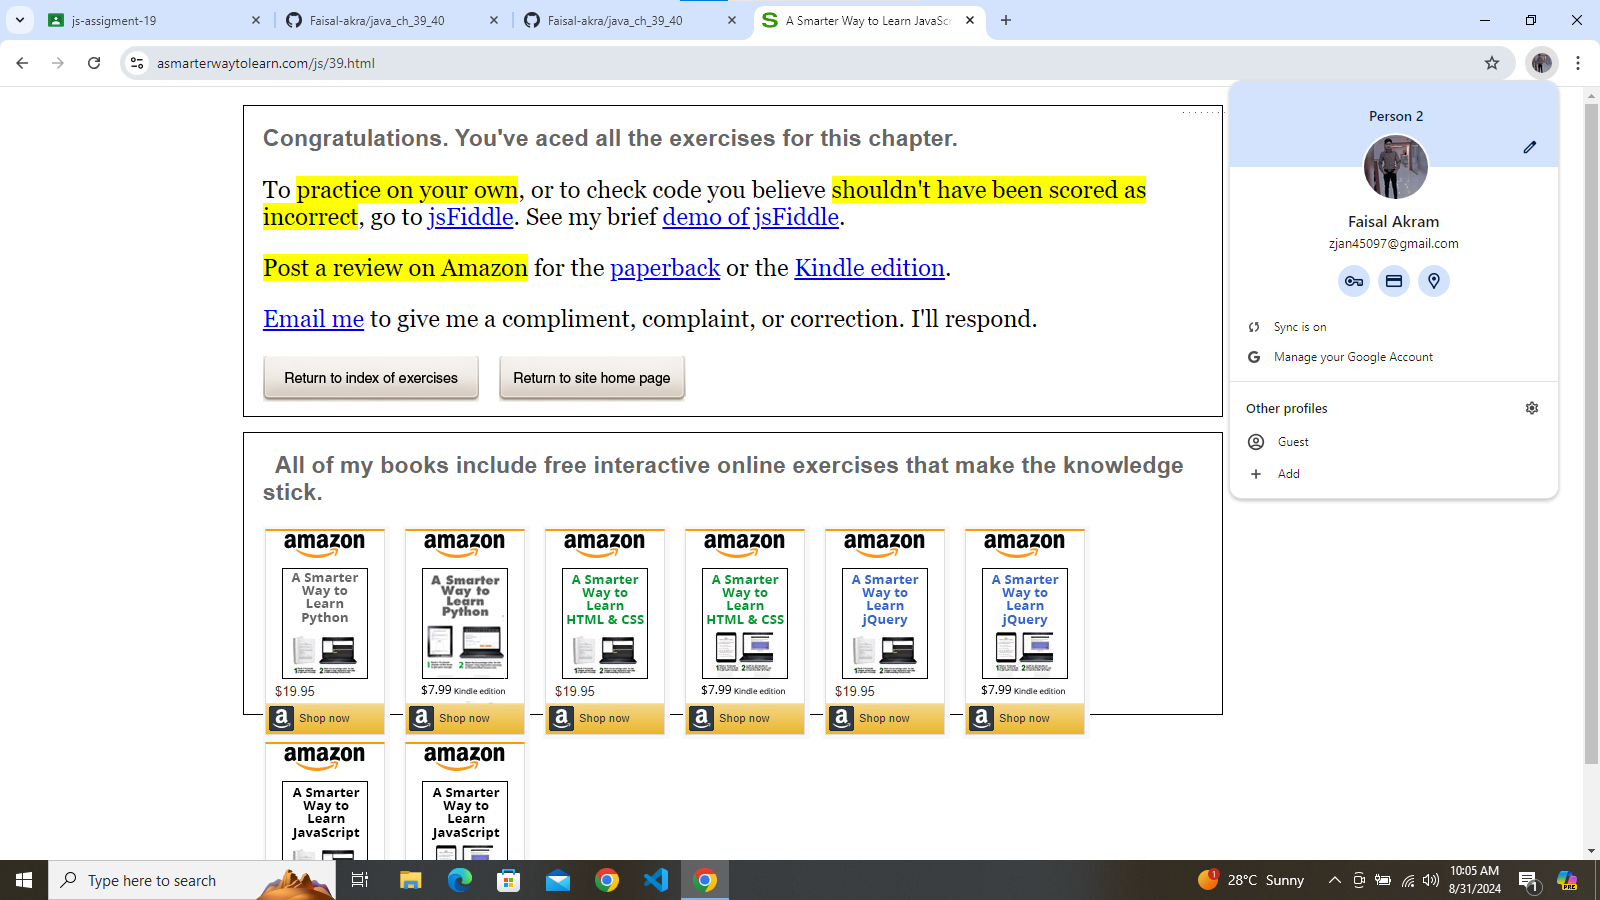 js-assigment-19
Faisal-akra/java_ch_39_40
Faisal-akra/java_ch_39_40
A Smarter Way to Learn JavaScr
asmarterwaytolearn.com/js/39.html
Congratulations. You've aced all the exercises for this chapter.
To practice on your own, or to check code you believe shouldn't have been scored as
incorrect, go to jsFiddle. See my brief demo of jsFiddle.
Post a review on Amazon for the paperback or the Kindle edition.
Email me to give me a compliment, complaint, or correction. I'll respond.
Return to index of exercises
Return to site home page
Person 2
Faisal Akram
zjan45097@gmail.com
Sync is on
Manage your Google Account
Other profiles
Guest
Add
All of my books include free interactive online exercises that make the knowledge
stick.
amazon
A Smarter
Way to
Learn
Python
$19.95
Shop now
amazon
A Smarter
Way to
Learn
Python
$7.99 Kindle edition
Shop now
amazon
A Smarter
Way to
Learn
HTML & CSS
$19.95
Shop now
amazon
A Smarter
Way to
Learn
HTML & CSS
$7.99 Kindle edition
Shop now
amazon
A Smarter
Way to
Learn
jQuery
$19.95
Shop now
amazon
A Smarter
Way to
Learn
jQuery
$7.99 Kindle edition
Shop now
amazon
A Smarter
Way to
Learn
JavaScript
amazon
A Smarter
Way to
Learn
JavaScript
Type here to search
28°C Sunny
10:05 AM
8/31/2024